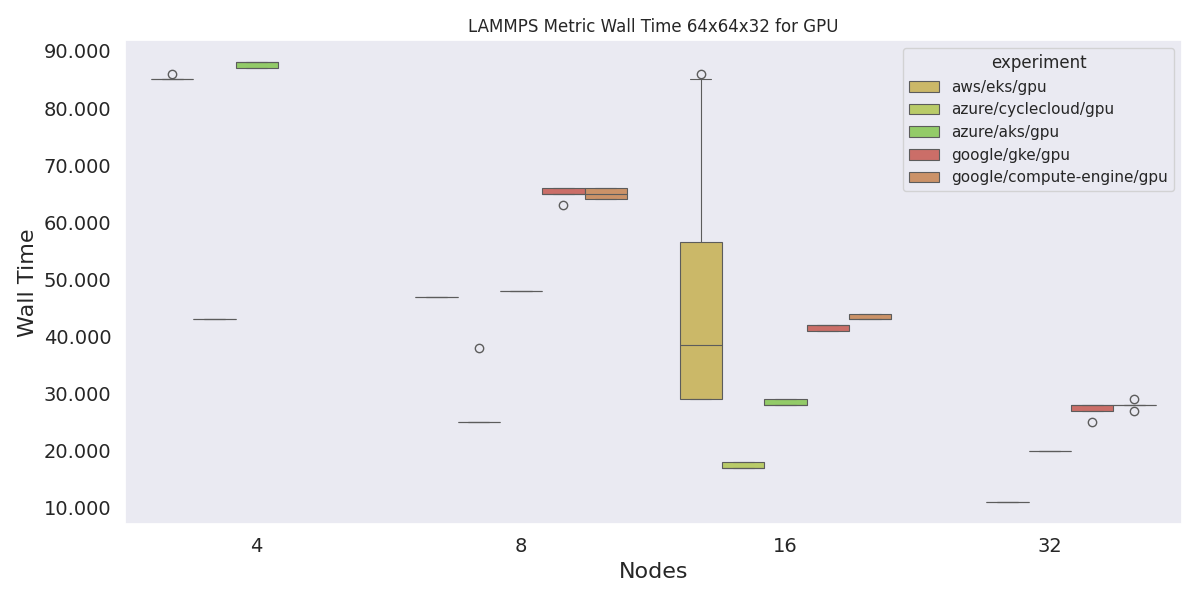 LAMMPS Metric Wall Time 64x64x32 for GPU
Wall Time
90.000
80.000
70.000
60.000
50.000
40.000
30.000
20.000
10.000
experiment
aws/eks/gpu
azure/cyclecloud/gpu
azure/aks/gpu
google/gke/gpu
google/compute-engine/gpu
4
8
16
32
Nodes